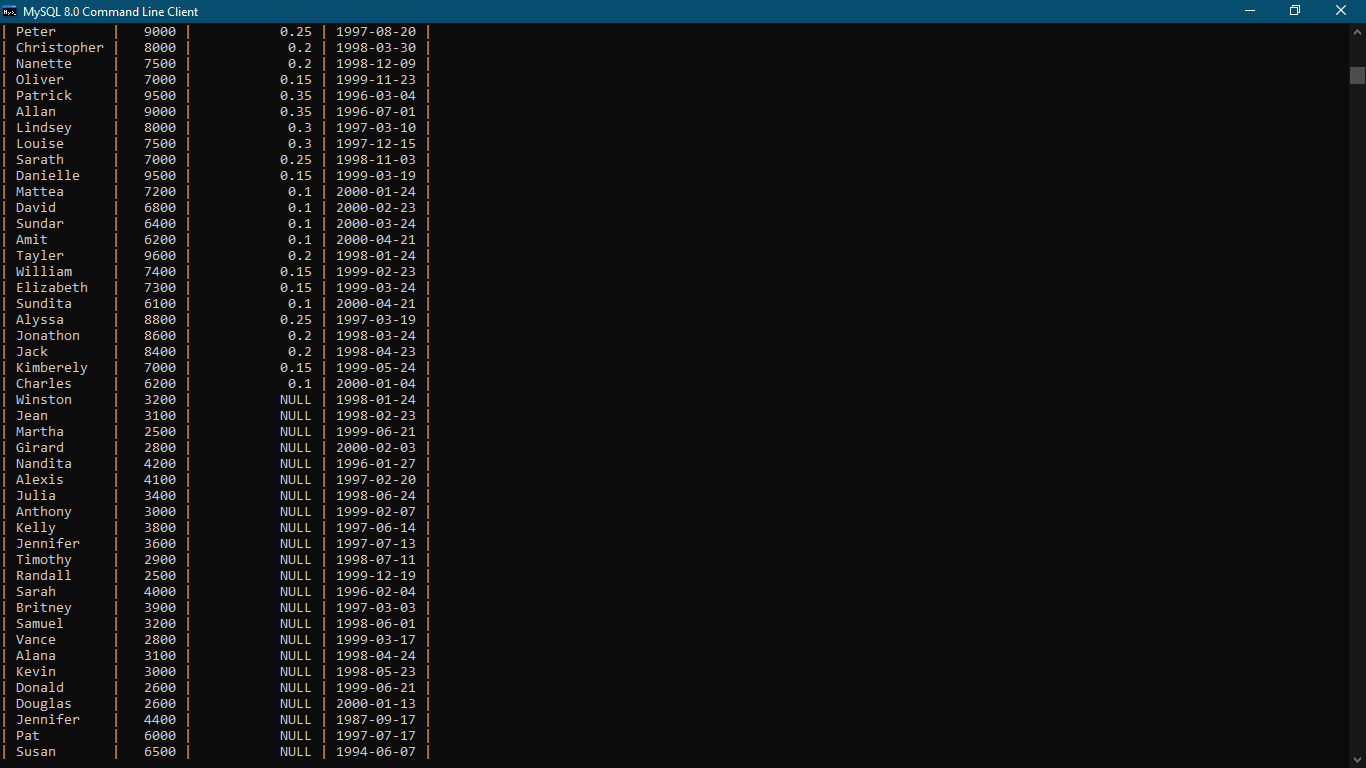 MySQL 8.0 Command Line Client
| Peter       |   9000 |           0.25 | 1997-08-20 |
| Christopher |   8000 |            0.2 | 1998-03-30 |
| Nanette     |   7500 |            0.2 | 1998-12-09 |
| Oliver      |   7000 |           0.15 | 1999-11-23 |
| Patrick     |   9500 |           0.35 | 1996-03-04 |
| Allan       |   9000 |           0.35 | 1996-07-01 |
| Lindsey     |   8000 |            0.3 | 1997-03-10 |
| Louise      |   7500 |            0.3 | 1997-12-15 |
| Sarath      |   7000 |           0.25 | 1998-11-03 |
| Danielle    |   9500 |           0.15 | 1999-03-19 |
| Mattea      |   7200 |            0.1 | 2000-01-24 |
| David       |   6800 |            0.1 | 2000-02-23 |
| Sundar      |   6400 |            0.1 | 2000-03-24 |
| Amit        |   6200 |            0.1 | 2000-04-21 |
| Tayler      |   9600 |            0.2 | 1998-01-24 |
| William     |   7400 |           0.15 | 1999-02-23 |
| Elizabeth   |   7300 |           0.15 | 1999-03-24 |
| Sundita     |   6100 |            0.1 | 2000-04-21 |
| Alyssa      |   8800 |           0.25 | 1997-03-19 |
| Jonathon    |   8600 |            0.2 | 1998-03-24 |
| Jack        |   8400 |            0.2 | 1998-04-23 |
| Kimberely   |   7000 |           0.15 | 1999-05-24 |
| Charles     |   6200 |            0.1 | 2000-01-04 |
| Winston     |   3200 |           NULL | 1998-01-24 |
| Jean        |   3100 |           NULL | 1998-02-23 |
| Martha      |   2500 |           NULL | 1999-06-21 |
| Girard      |   2800 |           NULL | 2000-02-03 |
| Nandita     |   4200 |           NULL | 1996-01-27 |
| Alexis      |   4100 |           NULL | 1997-02-20 |
| Julia       |   3400 |           NULL | 1998-06-24 |
| Anthony     |   3000 |           NULL | 1999-02-07 |
| Kelly       |   3800 |           NULL | 1997-06-14 |
| Jennifer    |   3600 |           NULL | 1997-07-13 |
| Timothy     |   2900 |           NULL | 1998-07-11 |
| Randall     |   2500 |           NULL | 1999-12-19 |
| Sarah       |   4000 |           NULL | 1996-02-04 |
| Britney     |   3900 |           NULL | 1997-03-03 |
| Samuel      |   3200 |           NULL | 1998-06-01 |
| Vance       |   2800 |           NULL | 1999-03-17 |
| Alana       |   3100 |           NULL | 1998-04-24 |
| Kevin       |   3000 |           NULL | 1998-05-23 |
| Donald      |   2600 |           NULL | 1999-06-21 |
| Douglas     |   2600 |           NULL | 2000-01-13 |
| Jennifer    |   4400 |           NULL | 1987-09-17 |
| Pat         |   6000 |           NULL | 1997-07-17 |
| Susan       |   6500 |           NULL | 1994-06-07 |